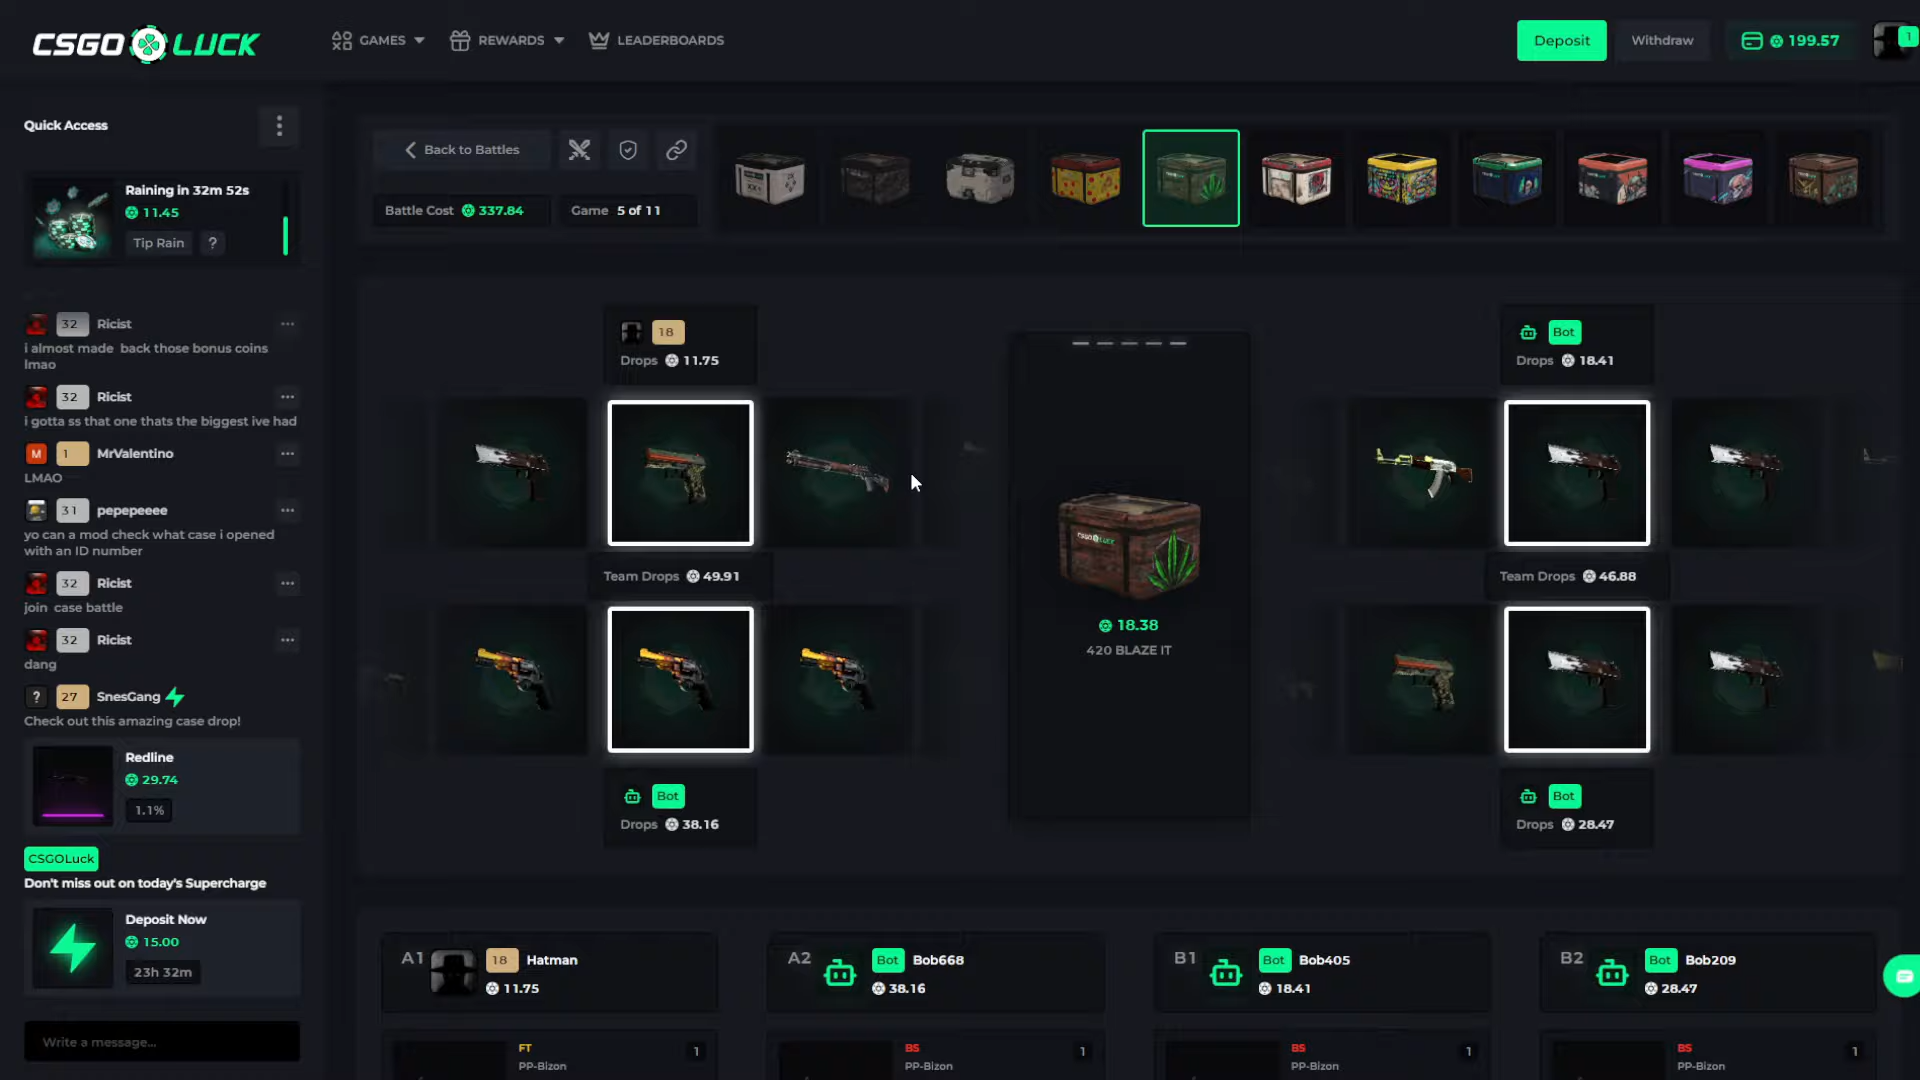 CSGO LUCK
GAMES
REWARDS
LEADERBOARDS
Deposit
Withdraw
199.57
1
Quick Access
Raining in 32m 52s
11.45
Tip Rain
?
Back to Battles
Battle Cost 337.84
Game 5 of 11
32 Ricist
i almost made back those bonus coins
lmao
32 Ricist
i gotta ss that one thats the biggest ive had
M 1 MrValentino
LMAO
31 pepepeeee
yo can a mod check what case i opened
with an ID number
32 Ricist
join case battle
32 Ricist
dang
? 27 SnesGang
Check out this amazing case drop!
Redline
29.74
1.1%
CSGOLuck
Don't miss out on today's Supercharge
Deposit Now
15.00
23h 32m
Write a message...
18
Drops 11.75
Team Drops 49.91
Bot
Drops 38.16
CSGO LUCK
18.38
420 BLAZE IT
Bot
Drops 18.41
Team Drops 46.88
Bot
Drops 28.47
A1 18 Hatman
11.75
A2 Bot Bob668
38.16
B1 Bot Bob405
18.41
B2 Bot Bob209
28.47
FT 1
PP-Bizon
BS 1
PP-Bizon
BS 1
PP-Bizon
BS 1
PP-Bizon